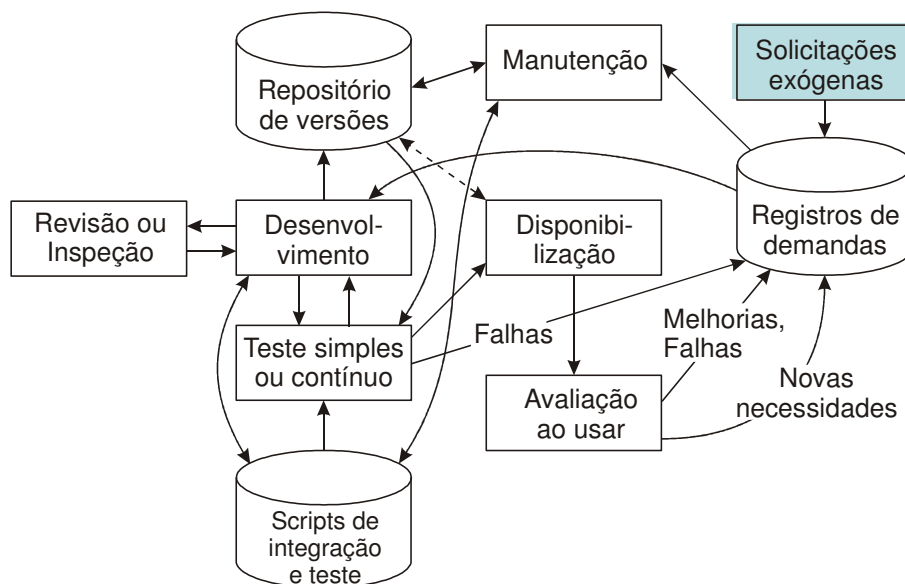 Repositório
de versões
Manutenção
Solicitações
exógenas
Revisão ou
Inspeção
Desenvol-
vimento
Disponibi-
lização
Registros de
demandas
Teste simples
ou contínuo
Falhas
Melhorias,
Falhas
Avaliação
ao usar
Novas
necessidades
Scripts de
integração
e teste